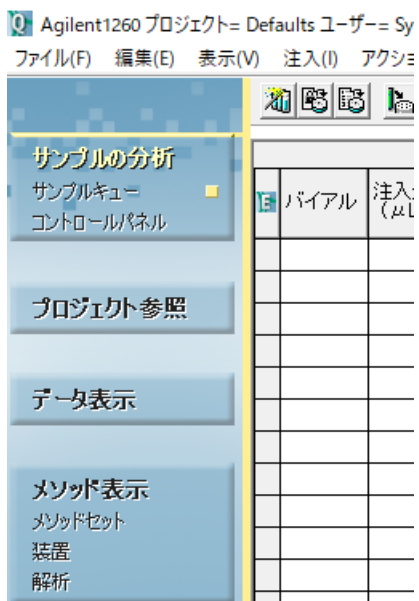 Agilent1260 プロジェクト= Defaults ユーザー= Sy
ファイル(F) 編集(E) 表示(V) 注入(I) アクショ
サンプルの分析
サンプルキュー
コントロールパネル
プロジェクト参照
データ表示
メソッド表示
メソッドセット
装置
解析
バイアル
注入
(μL